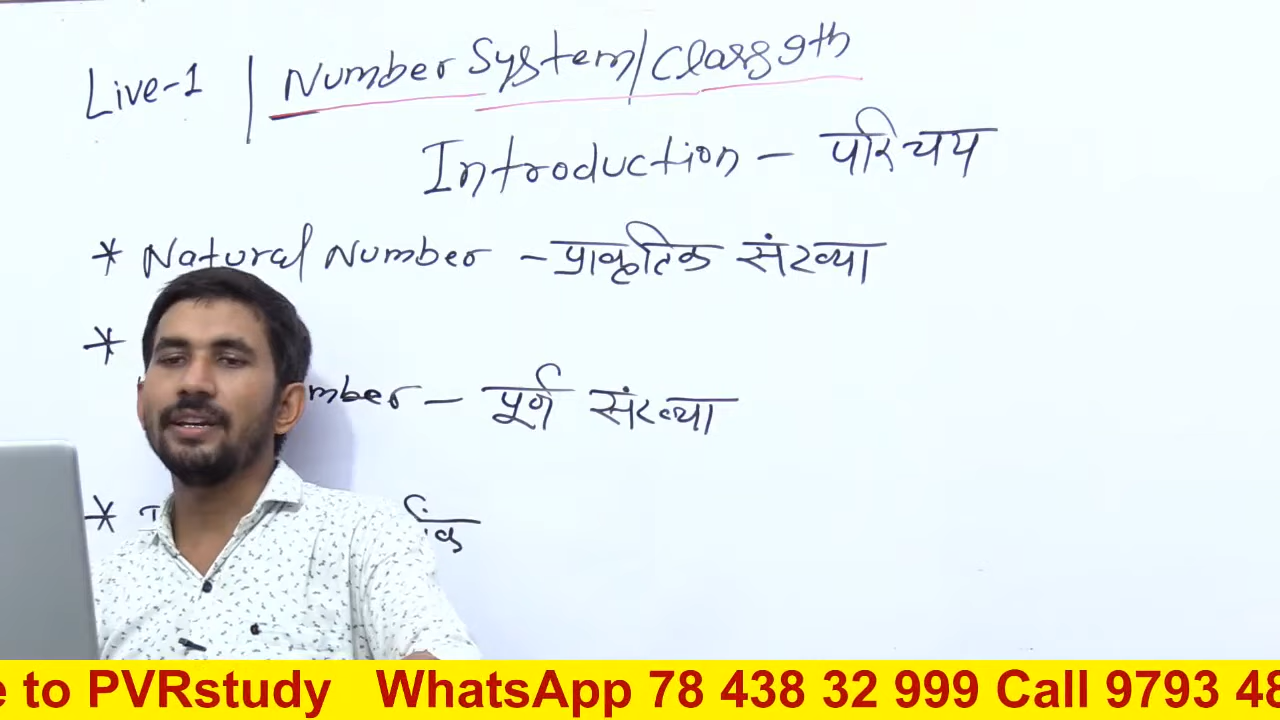 Live-1 | Number System/Class 9th
Introduction – परिचय
* Natural Number – प्राकृतिक संख्या
*
mber – पूर्ण संख्या
*
e to PVRstudy WhatsApp 78 438 32 999 Call 9793 48